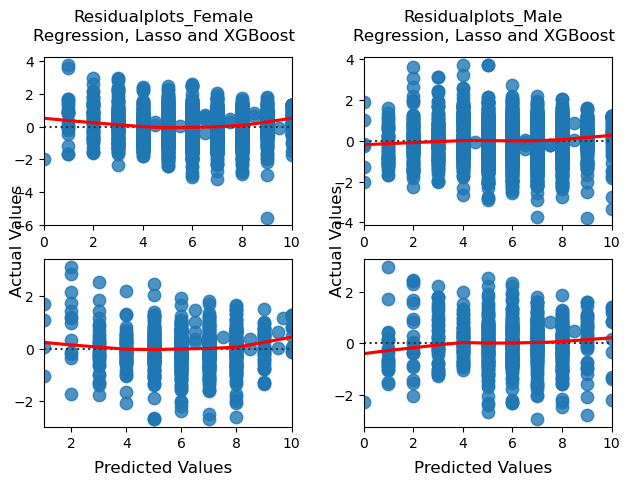 Residualplots_Female
Regression, Lasso and XGBoost
Residualplots_Male
Regression, Lasso and XGBoost
4
2
0
−2
−4
−6
0 2 4 6 8 10
4
2
0
−2
−4
0 2 4 6 8 10
Actual Values
Actual Values
2
0
−2
2 4 6 8 10
2
0
−2
0 2 4 6 8 10
Predicted Values
Predicted Values